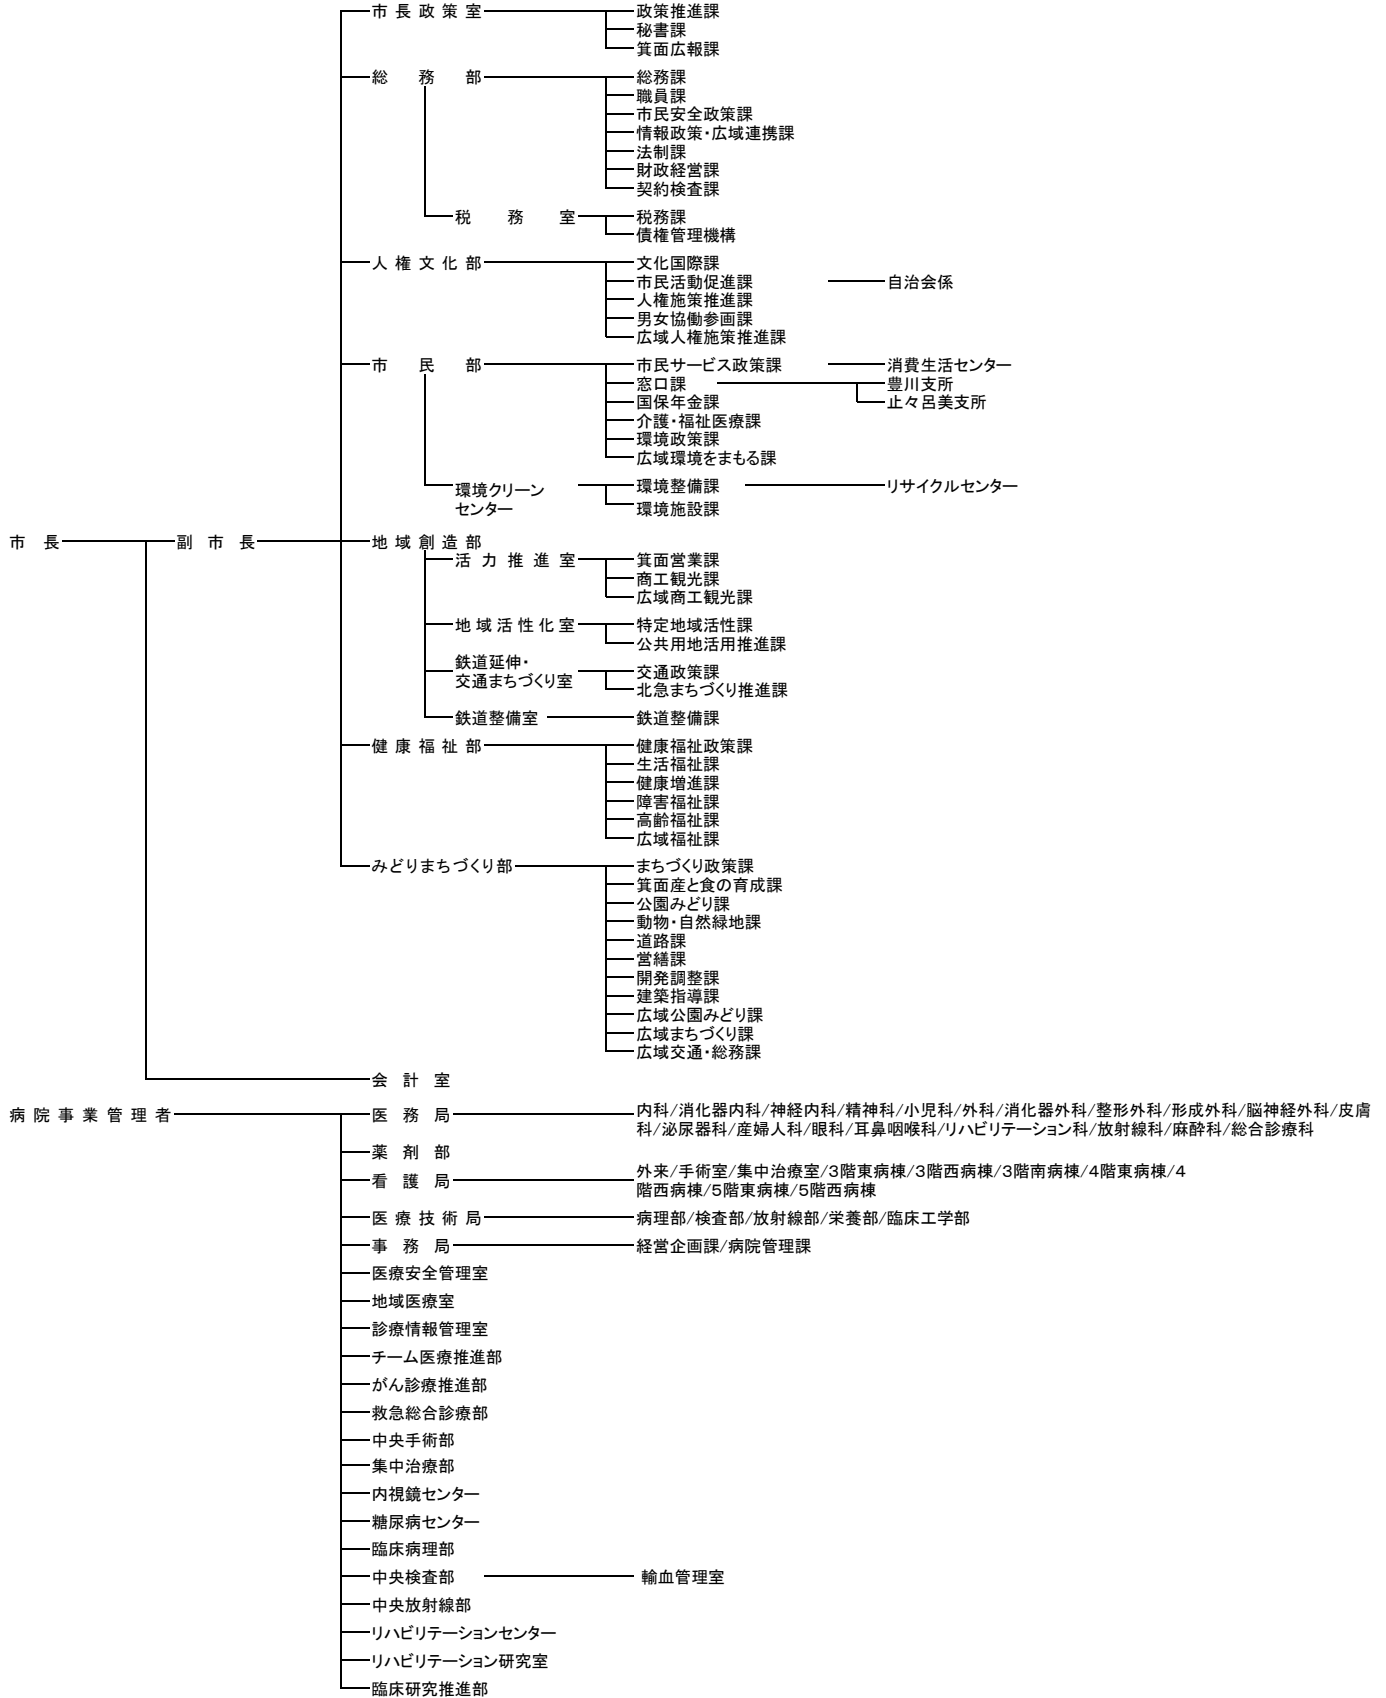 市長政策室 政策推進課
秘書課
箕面広報課
総務部 総務課
職員課
市民安全政策課
情報政策・広域連携課
法制課
財政経営課
契約検査課
税務室 税務課
債権管理機構
人権文化部 文化国際課
市民活動促進課 自治会係
人権施策推進課
男女協働参画課
広域人権施策推進課
市民部 市民サービス政策課 消費生活センター
窓口課 豊川支所
国保年金課 止々呂美支所
介護・福祉医療課
環境政策課
広域環境をまもる課
環境クリーン 環境整備課 リサイクルセンター
センター 環境施設課
市長 副市長 地域創造部
活力推進室 箕面営業課
商工観光課
広域商工観光課
地域活性化室 特定地域活性課
公共用地活用推進課
鉄道延伸・
交通まちづくり室 交通政策課
北急まちづくり推進課
鉄道整備室 鉄道整備課
健康福祉部 健康福祉政策課
生活福祉課
健康増進課
障害福祉課
高齢福祉課
広域福祉課
みどりまちづくり部 まちづくり政策課
箕面産と食の育成課
公園みどり課
動物・自然緑地課
道路課
営繕課
開発調整課
建築指導課
広域公園みどり課
広域まちづくり課
広域交通・総務課
会計室
病院事業管理者 医務局 内科/消化器内科/神経内科/精神科/小児科/外科/消化器外科/整形外科/形成外科/脳神経外科/皮膚
科/泌尿器科/産婦人科/眼科/耳鼻咽喉科/リハビリテーション科/放射線科/麻酔科/総合診療科
薬剤部
看護局 外来/手術室/集中治療室/3階東病棟/3階西病棟/3階南病棟/4階東病棟/4
階西病棟/5階東病棟/5階西病棟
医療技術局 病理部/検査部/放射線部/栄養部/臨床工学部
事務局 経営企画課/病院管理課
医療安全管理室
地域医療室
診療情報管理室
チーム医療推進部
がん診療推進部
救急総合診療部
中央手術部
集中治療部
内視鏡センター
糖尿病センター
臨床病理部
中央検査部 輸血管理室
中央放射線部
リハビリテーションセンター
リハビリテーション研究室
臨床研究推進部